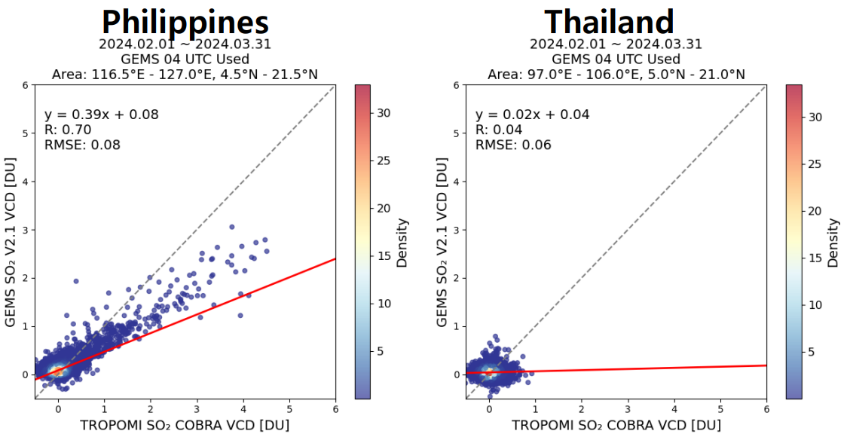 Philippines
2024.02.01 ~ 2024.03.31
GEMS 04 UTC Used
Area: 116.5°E - 127.0°E, 4.5°N - 21.5°N
y = 0.39x + 0.08
R: 0.70
RMSE: 0.08
GEMS SO₂ V2.1 VCD [DU]
6
5
4
3
2
1
0
0
1
2
3
4
5
6
TROPOMI SO₂ COBRA VCD [DU]
30
25
20
15
10
5
Density
Thailand
2024.02.01 ~ 2024.03.31
GEMS 04 UTC Used
Area: 97.0°E - 106.0°E, 5.0°N - 21.0°N
y = 0.02x + 0.04
R: 0.04
RMSE: 0.06
GEMS SO₂ V2.1 VCD [DU]
6
5
4
3
2
1
0
0
1
2
3
4
5
6
TROPOMI SO₂ COBRA VCD [DU]
30
25
20
15
10
5
Density